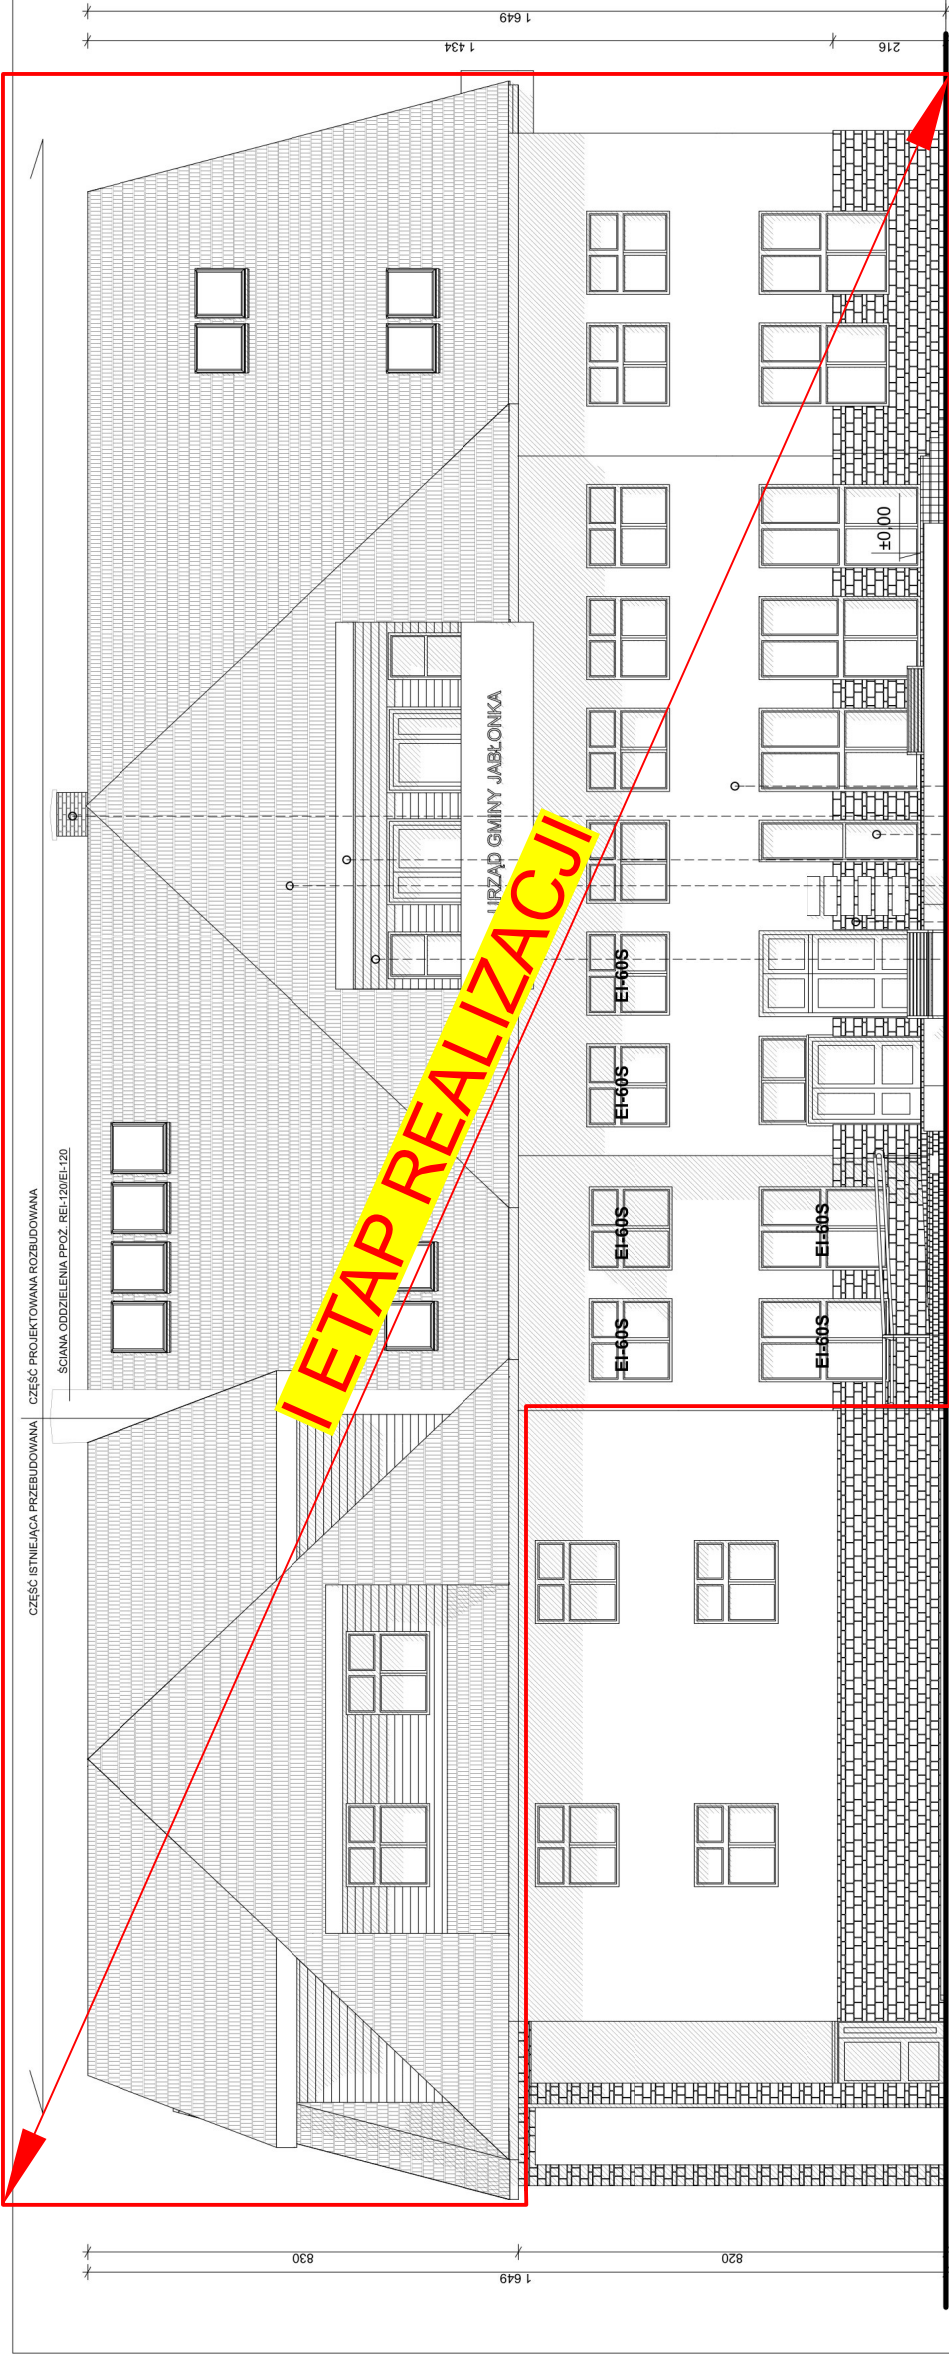 CZĘŚĆ ISTNIEJĄCA PRZEBUDOWANA
CZĘŚĆ PROJEKTOWANA ROZBUDOWANA
ŚCIANA ODDZIELENIA PPOŻ. REI-120/EI-120
I ETAP REALIZACJI
URZĄD GMINY JABŁONKA
EI-60S
EI-60S
EI-60S
EI-60S
EI-60S
EI-60S
±0,00
830
820
1 649
1 434
216
1 649